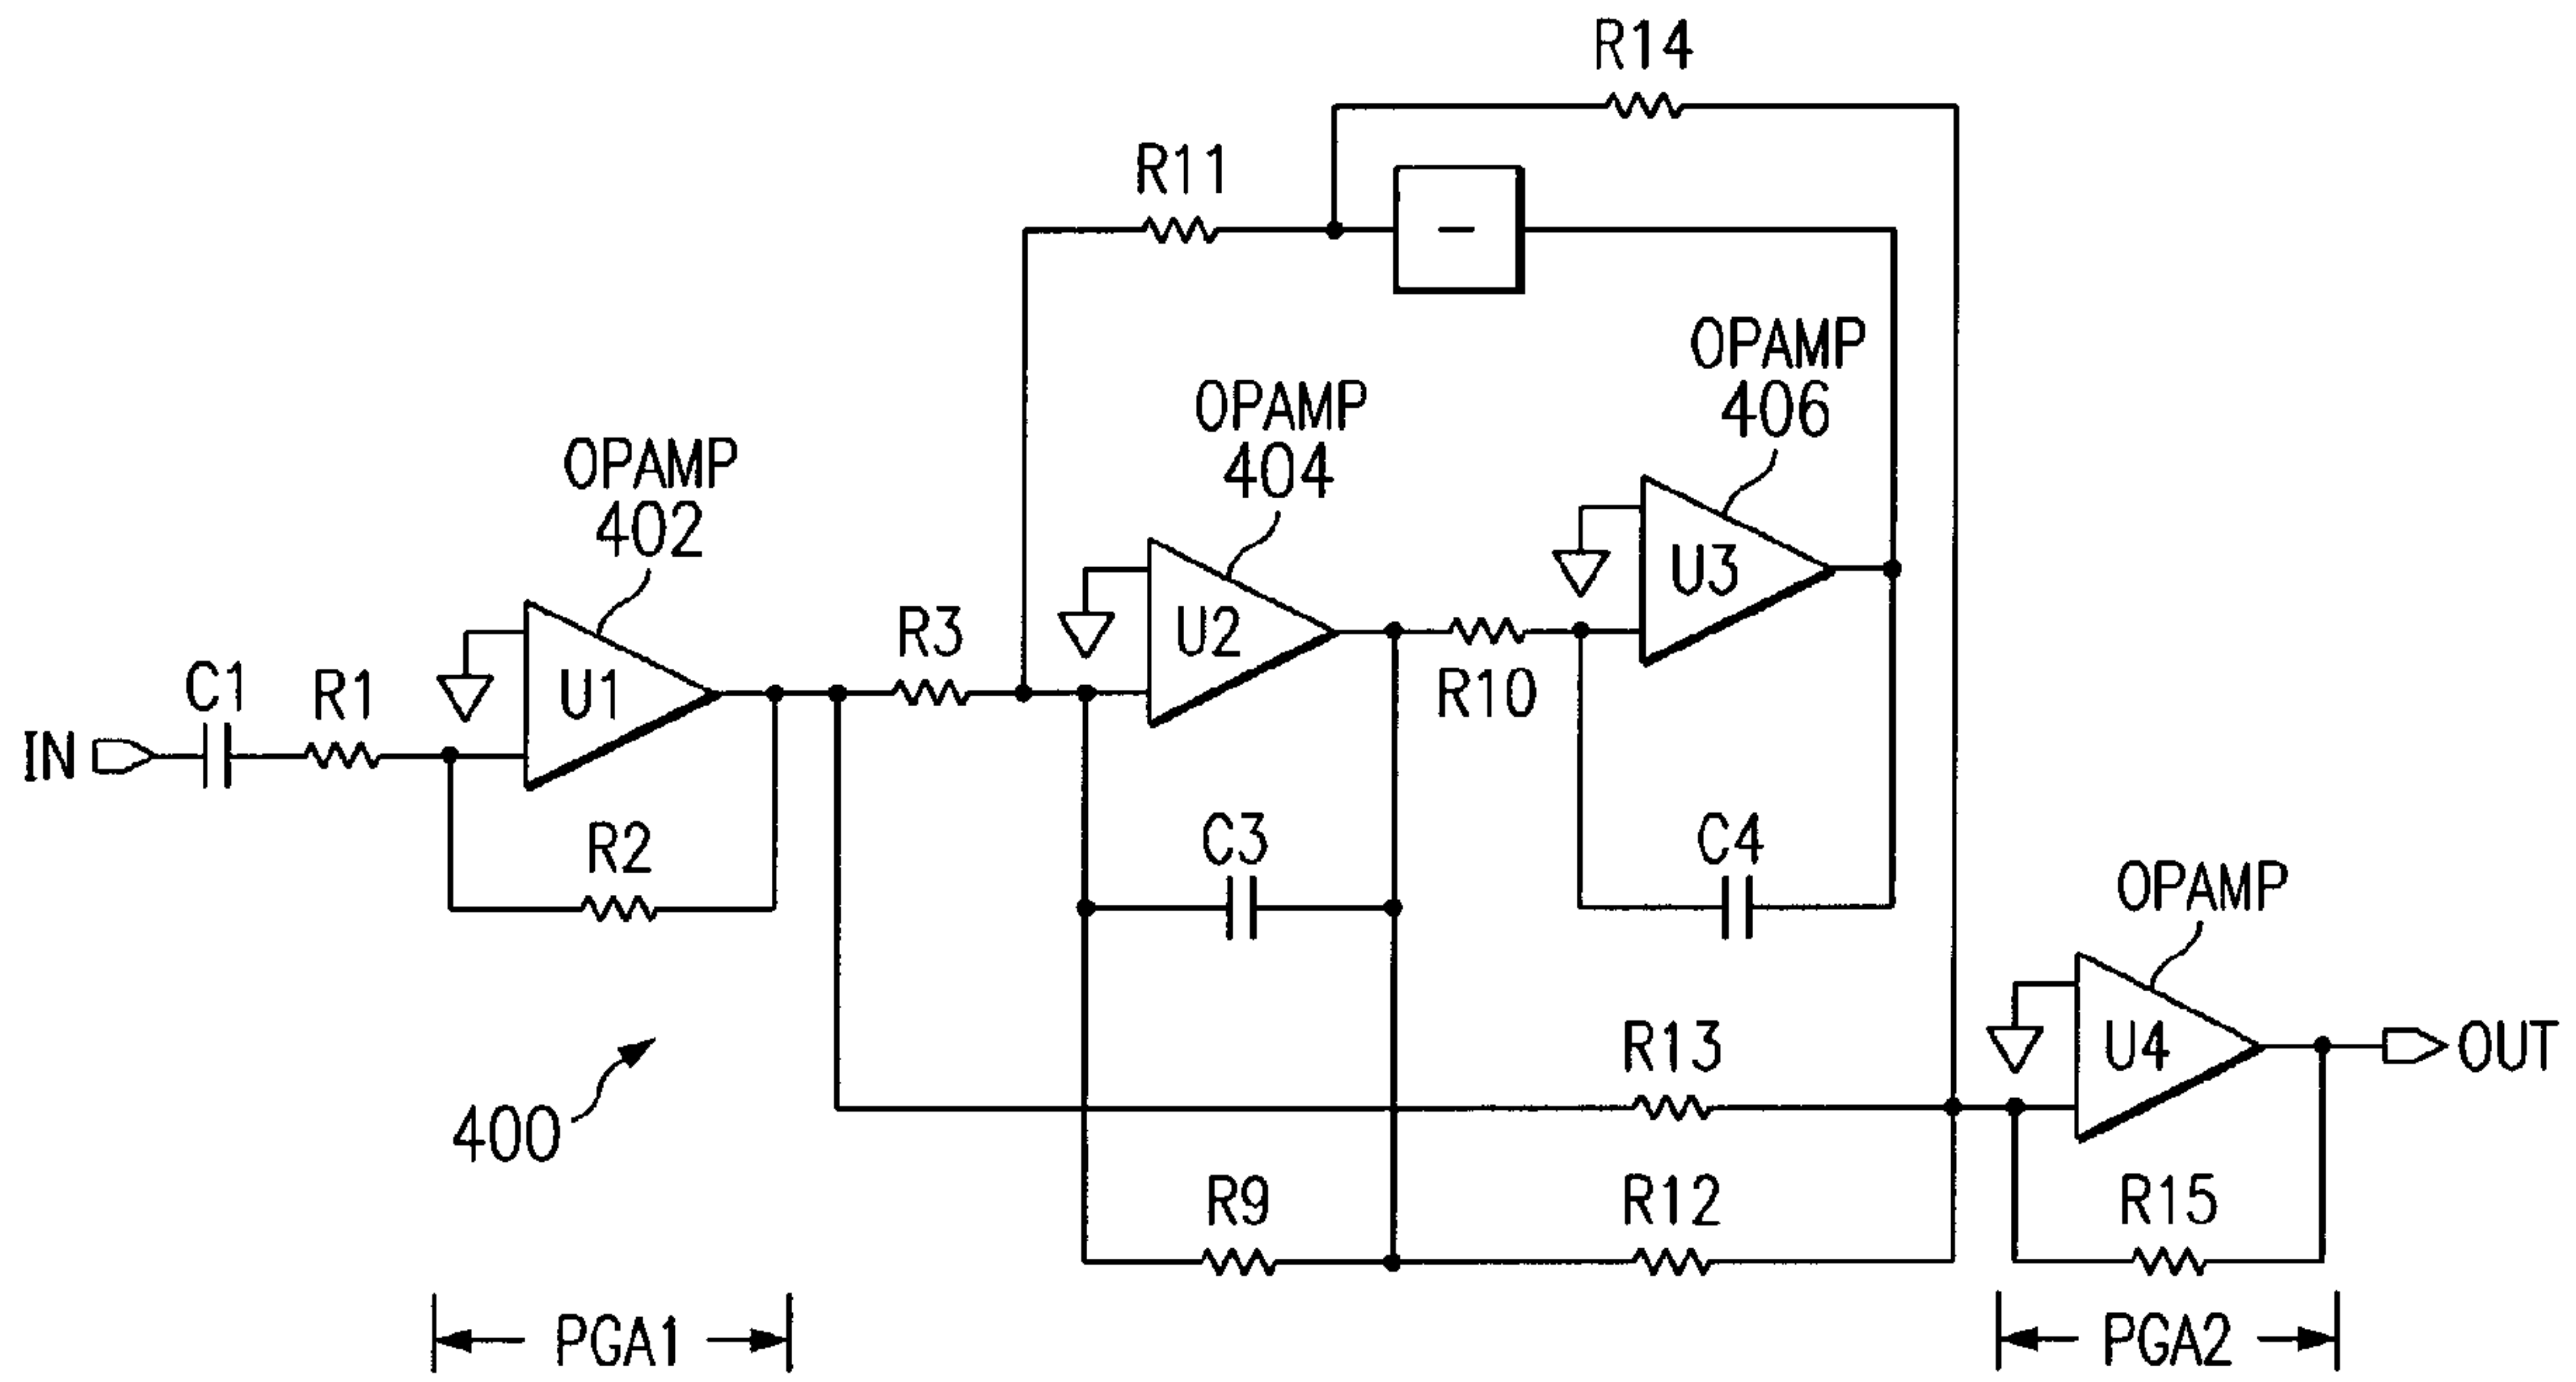 R14
R11
–
OPAMP
406
OPAMP
404
OPAMP
402
U3
R3
U2
R10
C1
R1
U1
IN
R2
C3
C4
OPAMP
R13
U4
OUT
400
R9
R12
R15
PGA1
PGA2